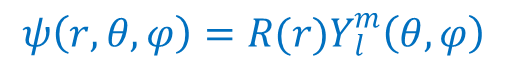 ψ(r, θ, φ) = R(r)Y_l^m(θ, φ)